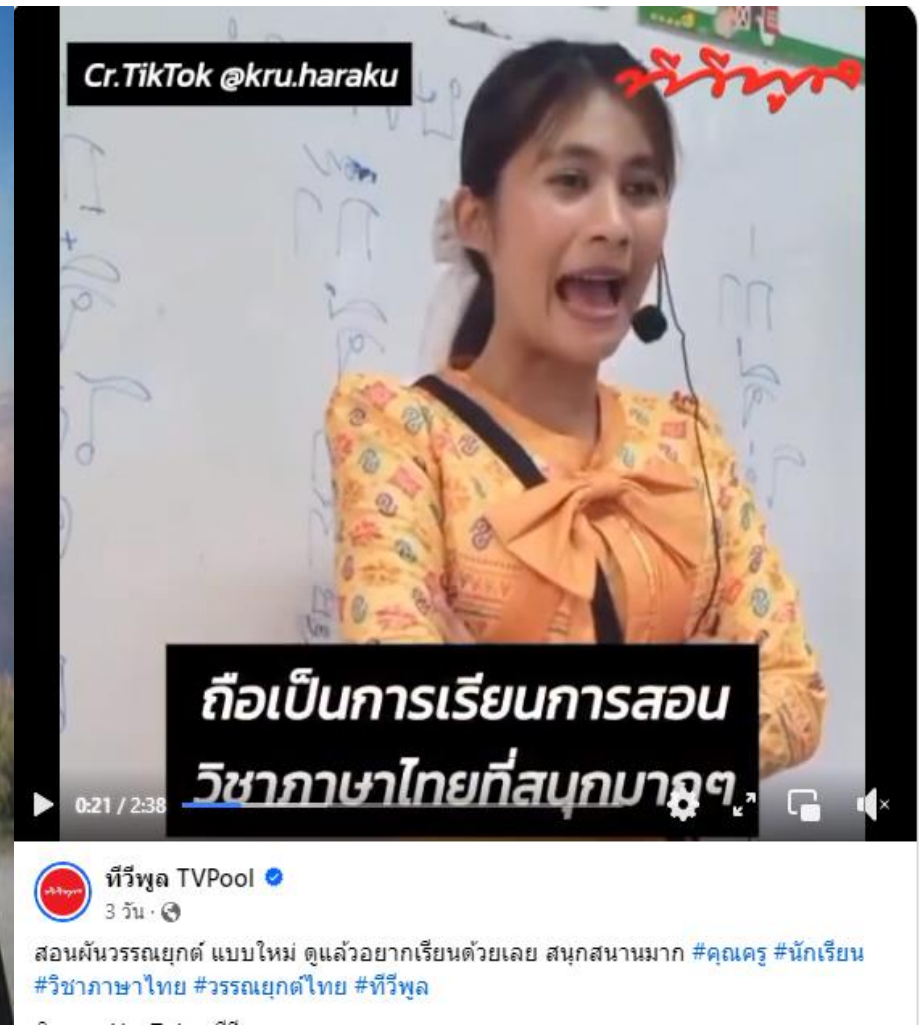 Cr.TikTok @kru.haraku
ทีวีพูล
ถือเป็นการเรียนการสอน
วิชาภาษาไทยที่สนุกมากๆ
0:21 / 2:38
ทีวีพูล TVPool
3 วัน ·
สอนผันวรรณยุกต์ แบบใหม่ ดูแล้วอยากเรียนด้วยเลย สนุกสนานมาก #คุณครู #นักเรียน
#วิชาภาษาไทย #วรรณยุกต์ไทย #ทีวีพูล